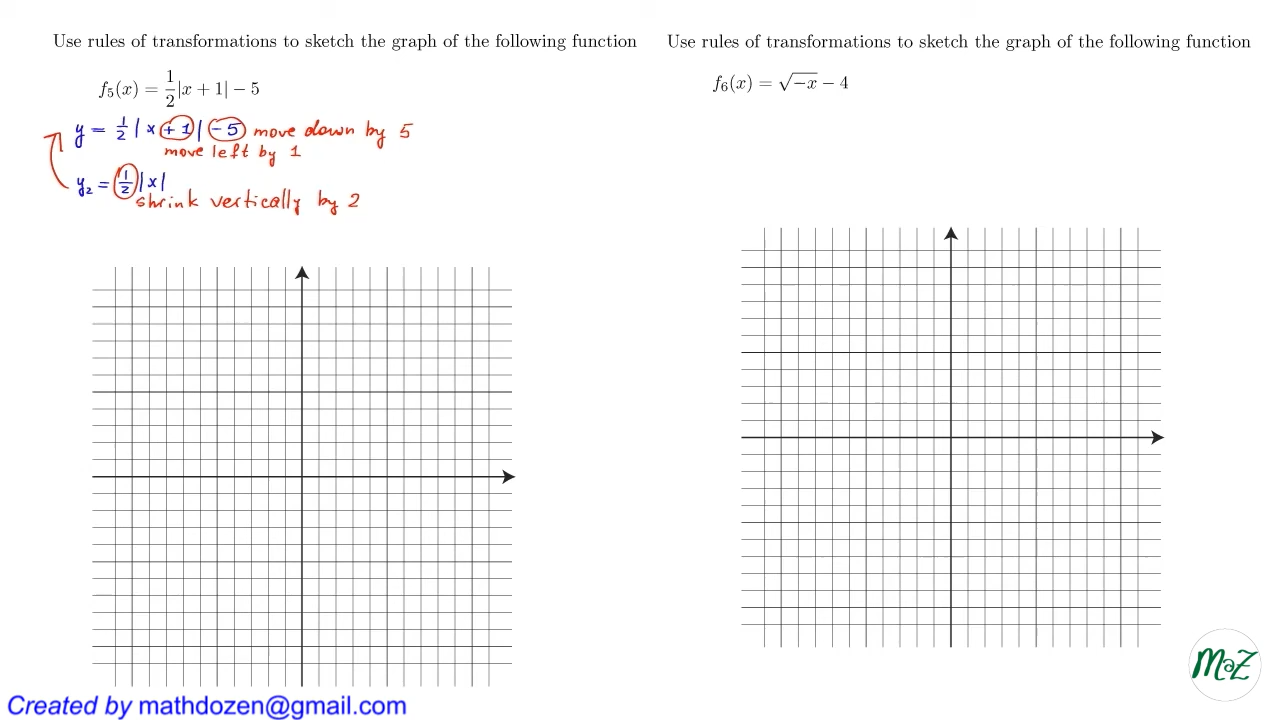 Use rules of transformations to sketch the graph of the following function
f₅(x) = 1/2|x + 1| − 5
y = 1/2 | x + 1 | − 5 move down by 5
move left by 1
y₂ = 1/2 |x|
shrink vertically by 2
Use rules of transformations to sketch the graph of the following function
f₆(x) = √−x − 4
Created by mathdozen@gmail.com
MaZ